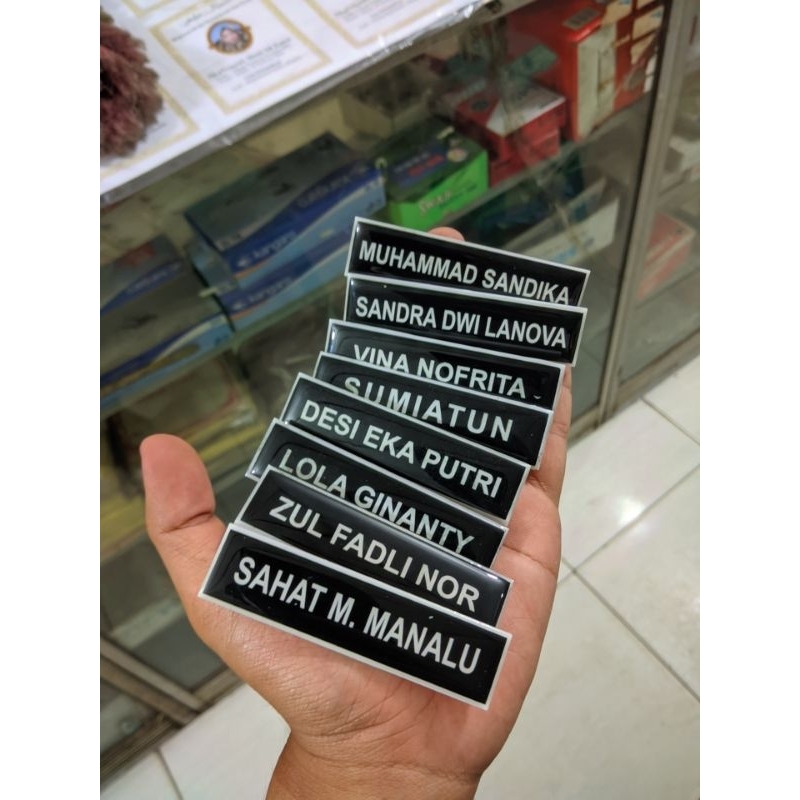 MUHAMMAD SANDIKA
SANDRA DWI LANOVA
VINA NOFRITA
SUMIATUN
DESI EKA PUTRI
LOLA GINANTY
ZUL FADLI NOR
SAHAT M. MANALU